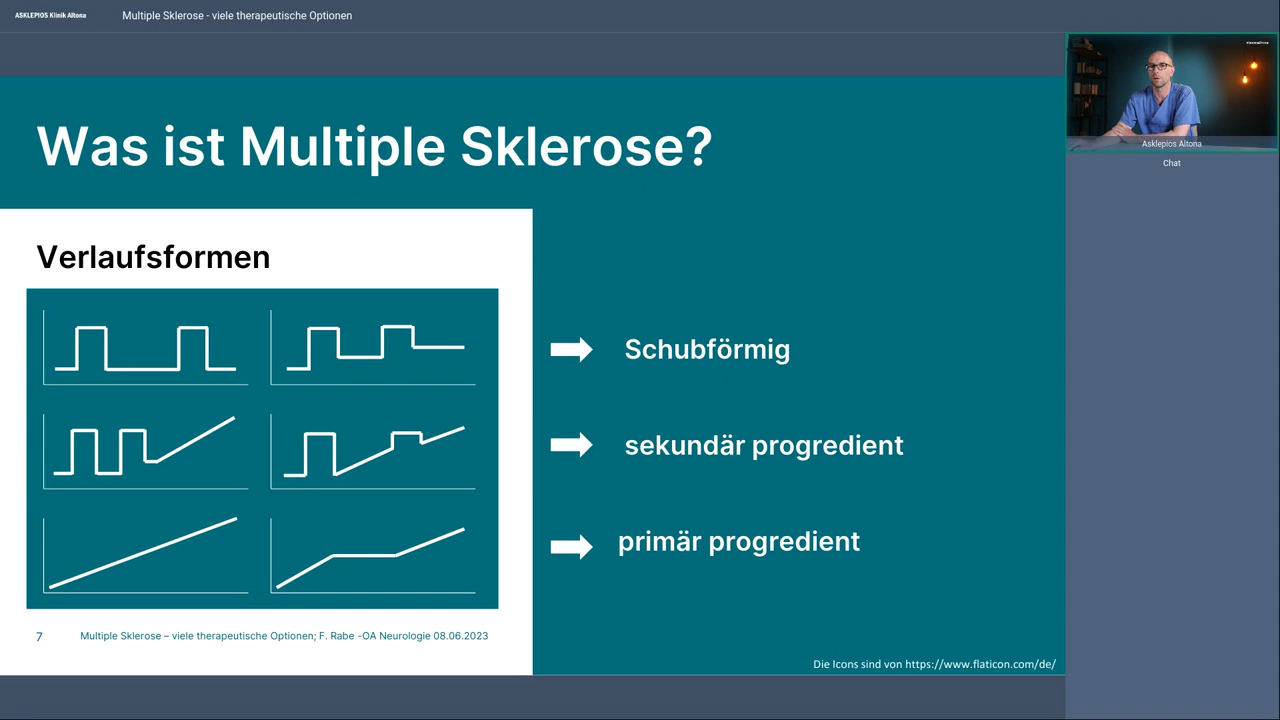 ASKLEPIOS Klinik Altona
Multiple Sklerose - viele therapeutische Optionen
Was ist Multiple Sklerose?
Verlaufsformen
Schubförmig
sekundär progredient
primär progredient
7
Multiple Sklerose – viele therapeutische Optionen; F. Rabe -OA Neurologie 08.06.2023
Die Icons sind von https://www.flaticon.com/de/
Asklepios Altona
Chat